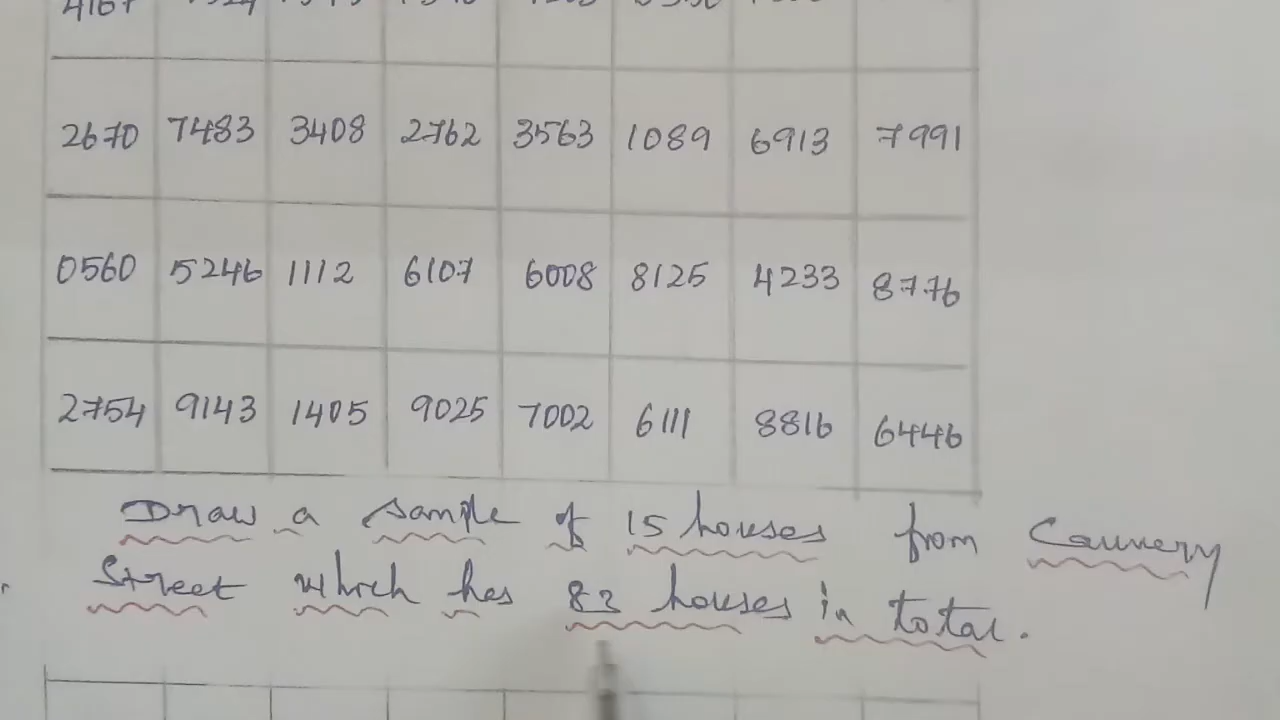 4167
2670 7483 3408 2762 3563 1089 6913 7991
0560 5246 1112 6107 6008 8125 4233 8776
2754 9143 1405 9025 7002 6111 8816 6446
Draw a sample of 15 houses from Cauvery
Street which has 83 houses in total.